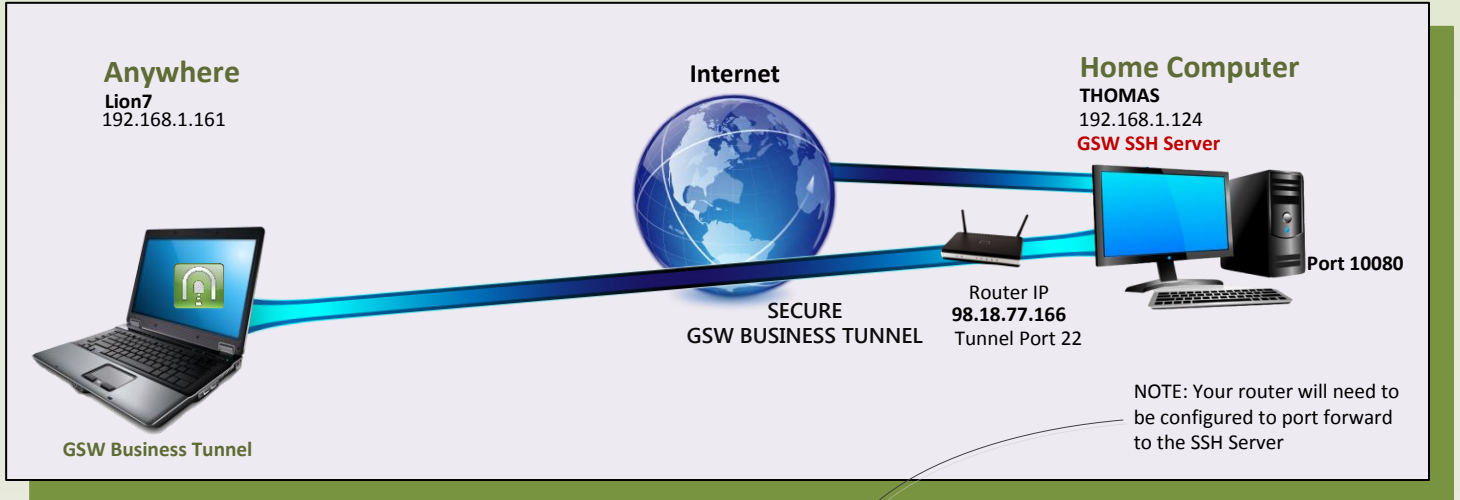 Anywhere
Lion7
192.168.1.161
Internet
Home Computer
THOMAS
192.168.1.124
GSW SSH Server
Port 10080
Router IP
98.18.77.166
Tunnel Port 22
SECURE
GSW BUSINESS TUNNEL
NOTE: Your router will need to
be configured to port forward
to the SSH Server
GSW Business Tunnel